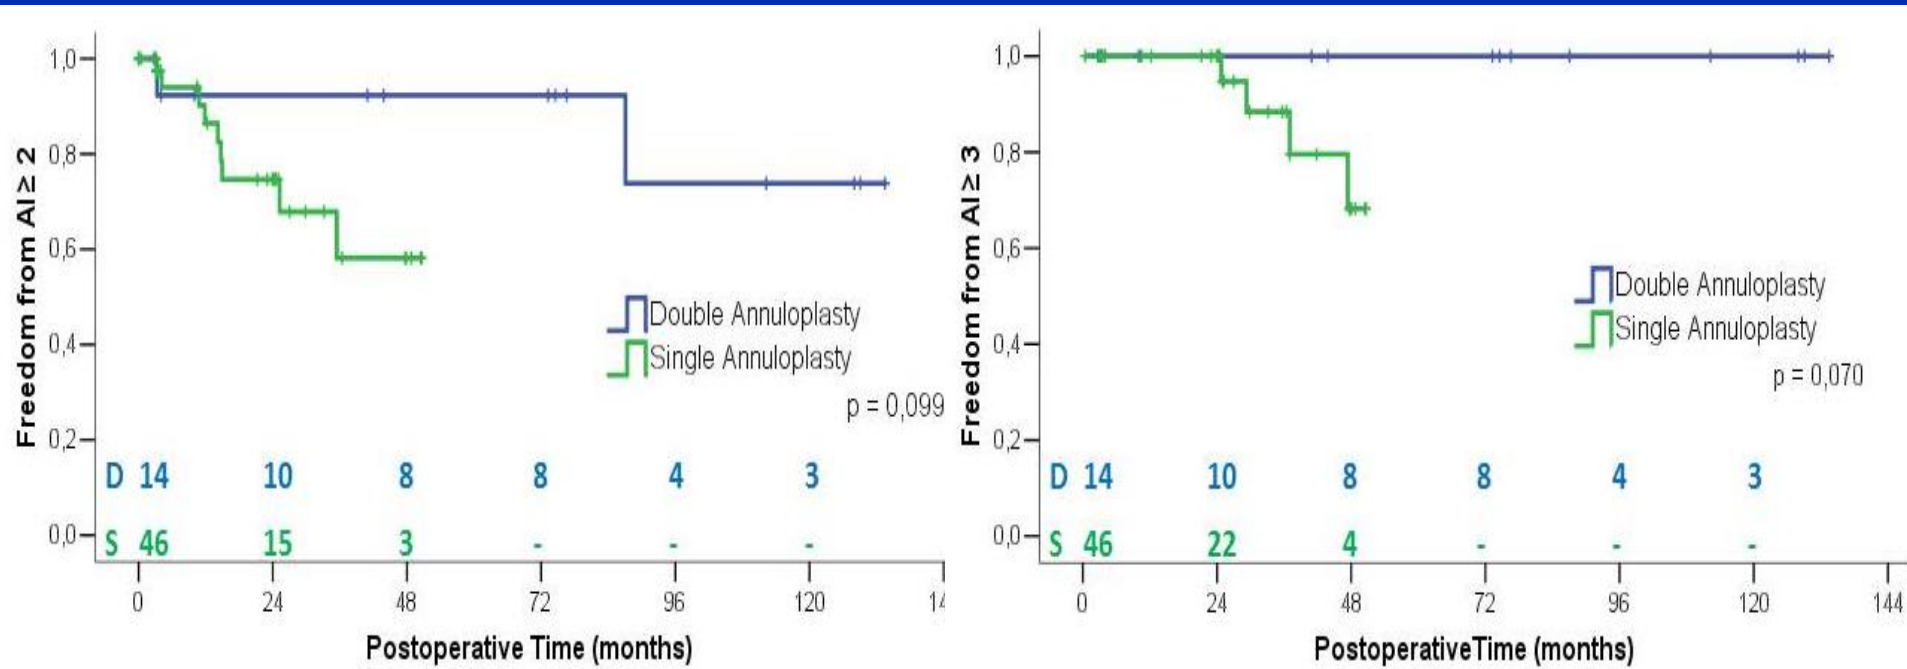 Freedom from AI ≥ 2
1,0
0,8
0,6
0,4
0,2
0,0
Double Annuloplasty
Single Annuloplasty
p = 0,099
D 14 10 8 8 4 3
S 46 15 3 - - -
0 24 48 72 96 120 14
Postoperative Time (months)
Freedom from AI ≥ 3
1,0
0,8
0,6
0,4
0,2
0,0
Double Annuloplasty
Single Annuloplasty
p = 0,070
D 14 10 8 8 4 3
S 46 22 4 - - -
0 24 48 72 96 120 144
PostoperativeTime (months)